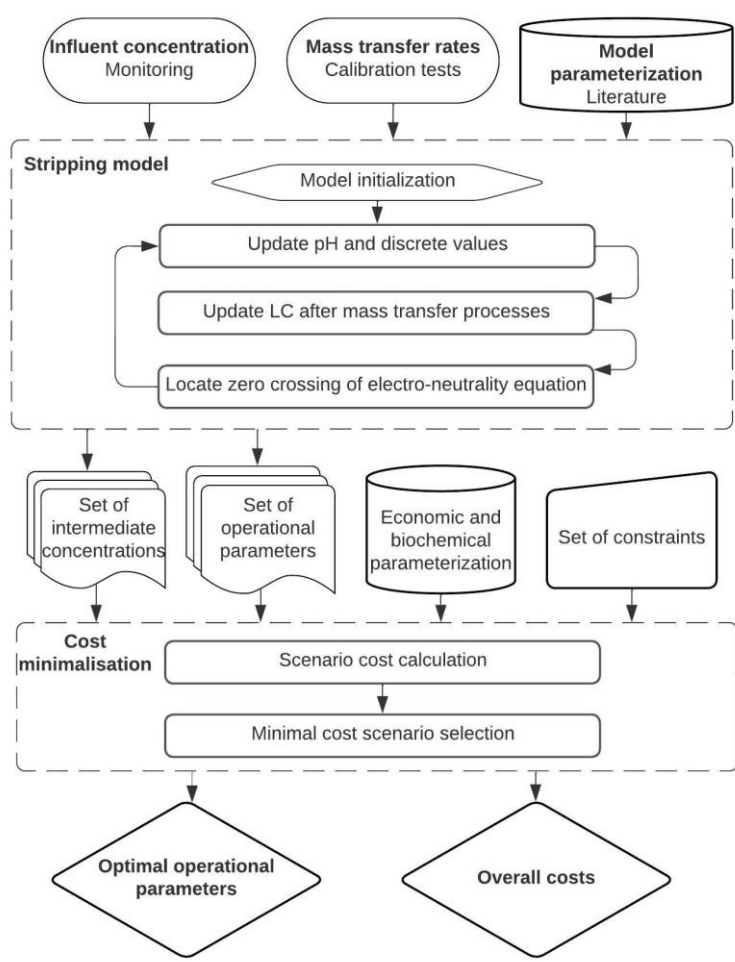 Influent concentration
Monitoring
Mass transfer rates
Calibration tests
Model
parameterization
Literature
Stripping model
Model initialization
Update pH and discrete values
Update LC after mass transfer processes
Locate zero crossing of electro-neutrality equation
Set of
intermediate
concentrations
Set of
operational
parameters
Economic and
biochemical
parameterization
Set of constraints
Cost
minimalisation
Scenario cost calculation
Minimal cost scenario selection
Optimal operational
parameters
Overall costs